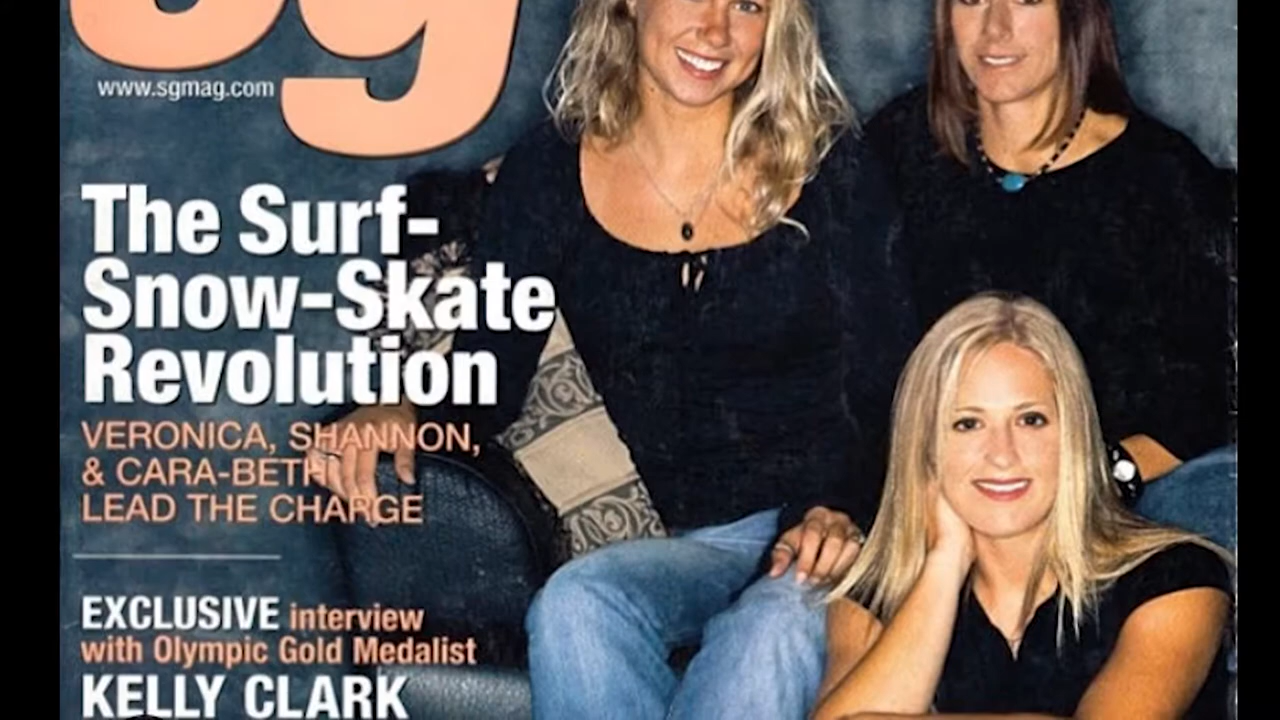 sg
www.sgmag.com
The Surf-
Snow-Skate
Revolution
VERONICA, SHANNON,
& CARA-BETH
LEAD THE CHARGE
EXCLUSIVE interview
with Olympic Gold Medalist
KELLY CLARK